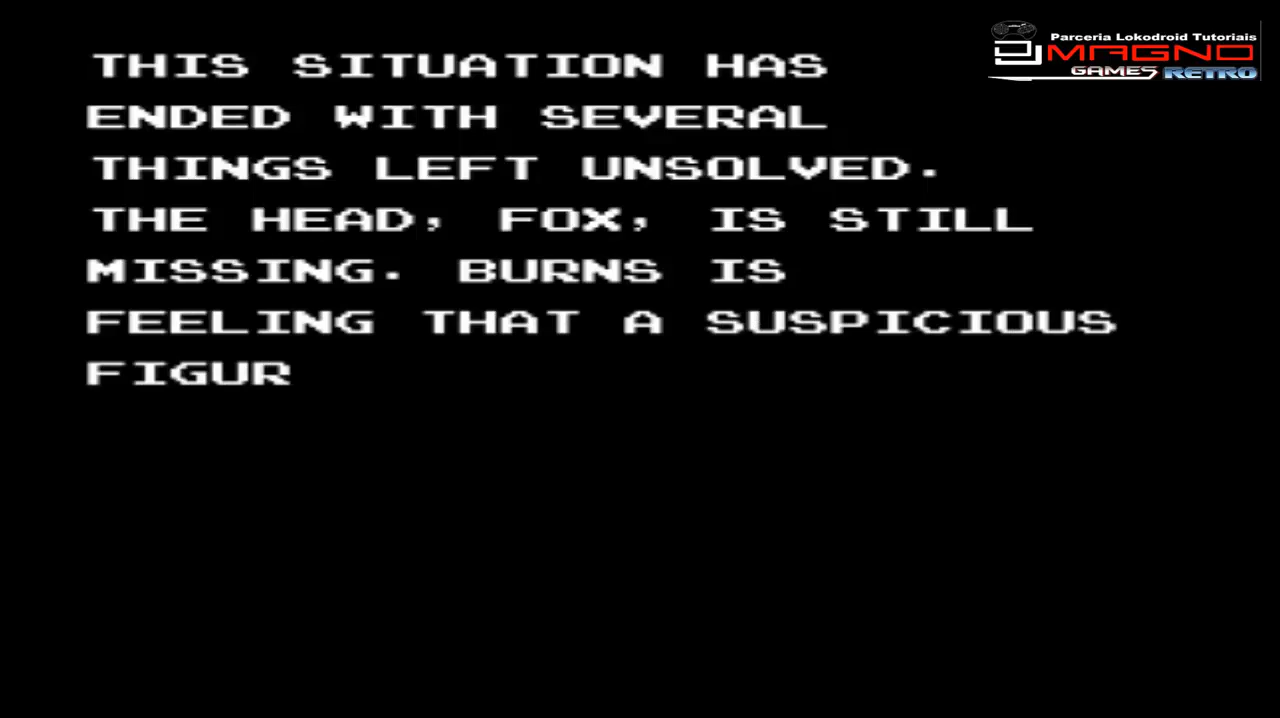 THIS SITUATION HAS
ENDED WITH SEVERAL
THINGS LEFT UNSOLVED.
THE HEAD, FOX, IS STILL
MISSING. BURNS IS
FEELING THAT A SUSPICIOUS
FIGUR
Parceria Lokodroid Tutoriais
DJ MAGNO
GAMES RETRO